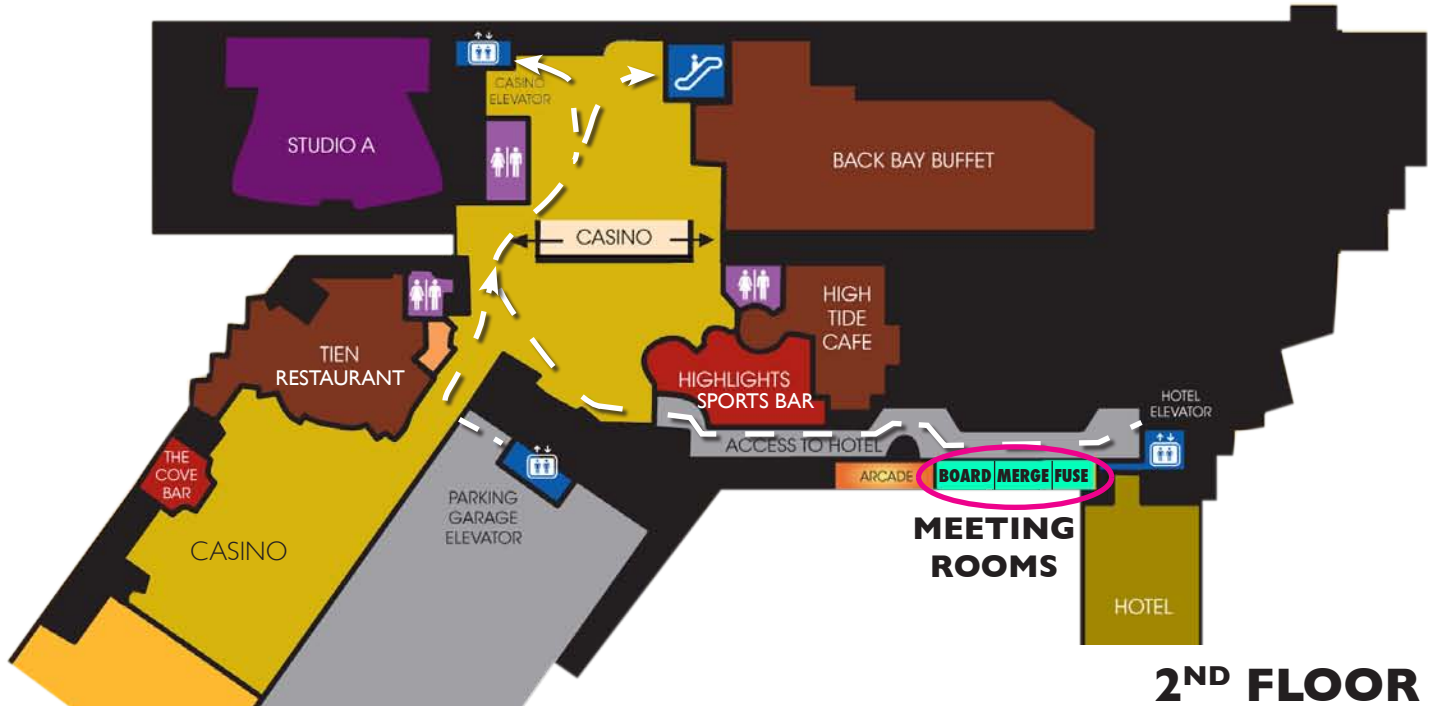 CASINO
ELEVATOR
STUDIO A
BACK BAY BUFFET
CASINO
HIGH
TIDE
CAFE
TIEN
RESTAURANT
HIGHLIGHTS
SPORTS BAR
HOTEL
ELEVATOR
ACCESS TO HOTEL
THE
COVE
BAR
ARCADE
BOARD MERGE FUSE
PARKING
GARAGE
ELEVATOR
MEETING
ROOMS
CASINO
HOTEL
2ND FLOOR